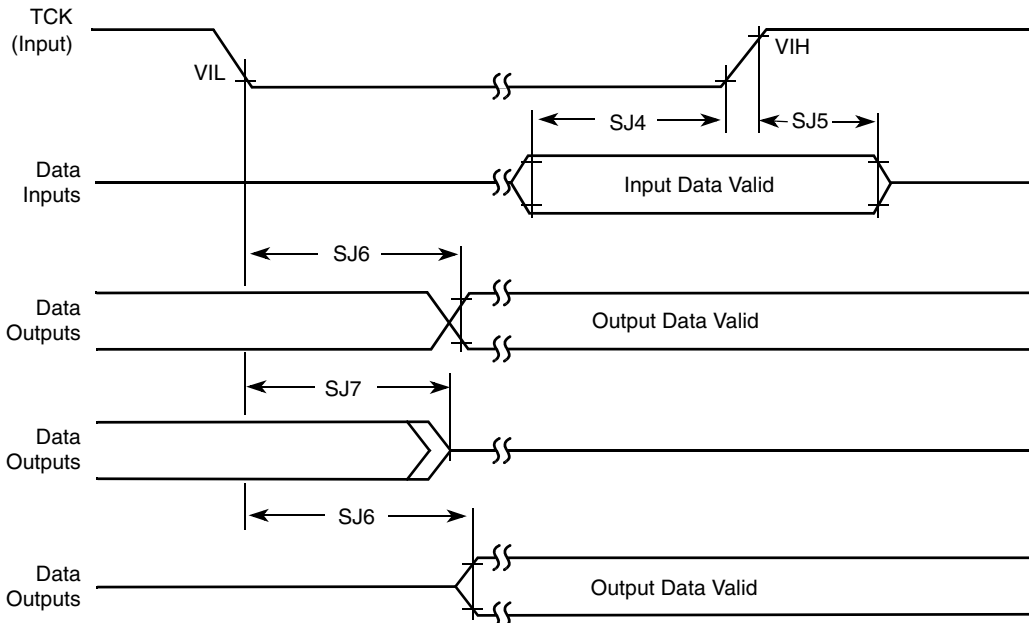 TCK
(Input)
VIL
VIH
SJ4
SJ5
Data
Inputs
Input Data Valid
SJ6
Data
Outputs
Output Data Valid
SJ7
Data
Outputs
SJ6
Data
Outputs
Output Data Valid